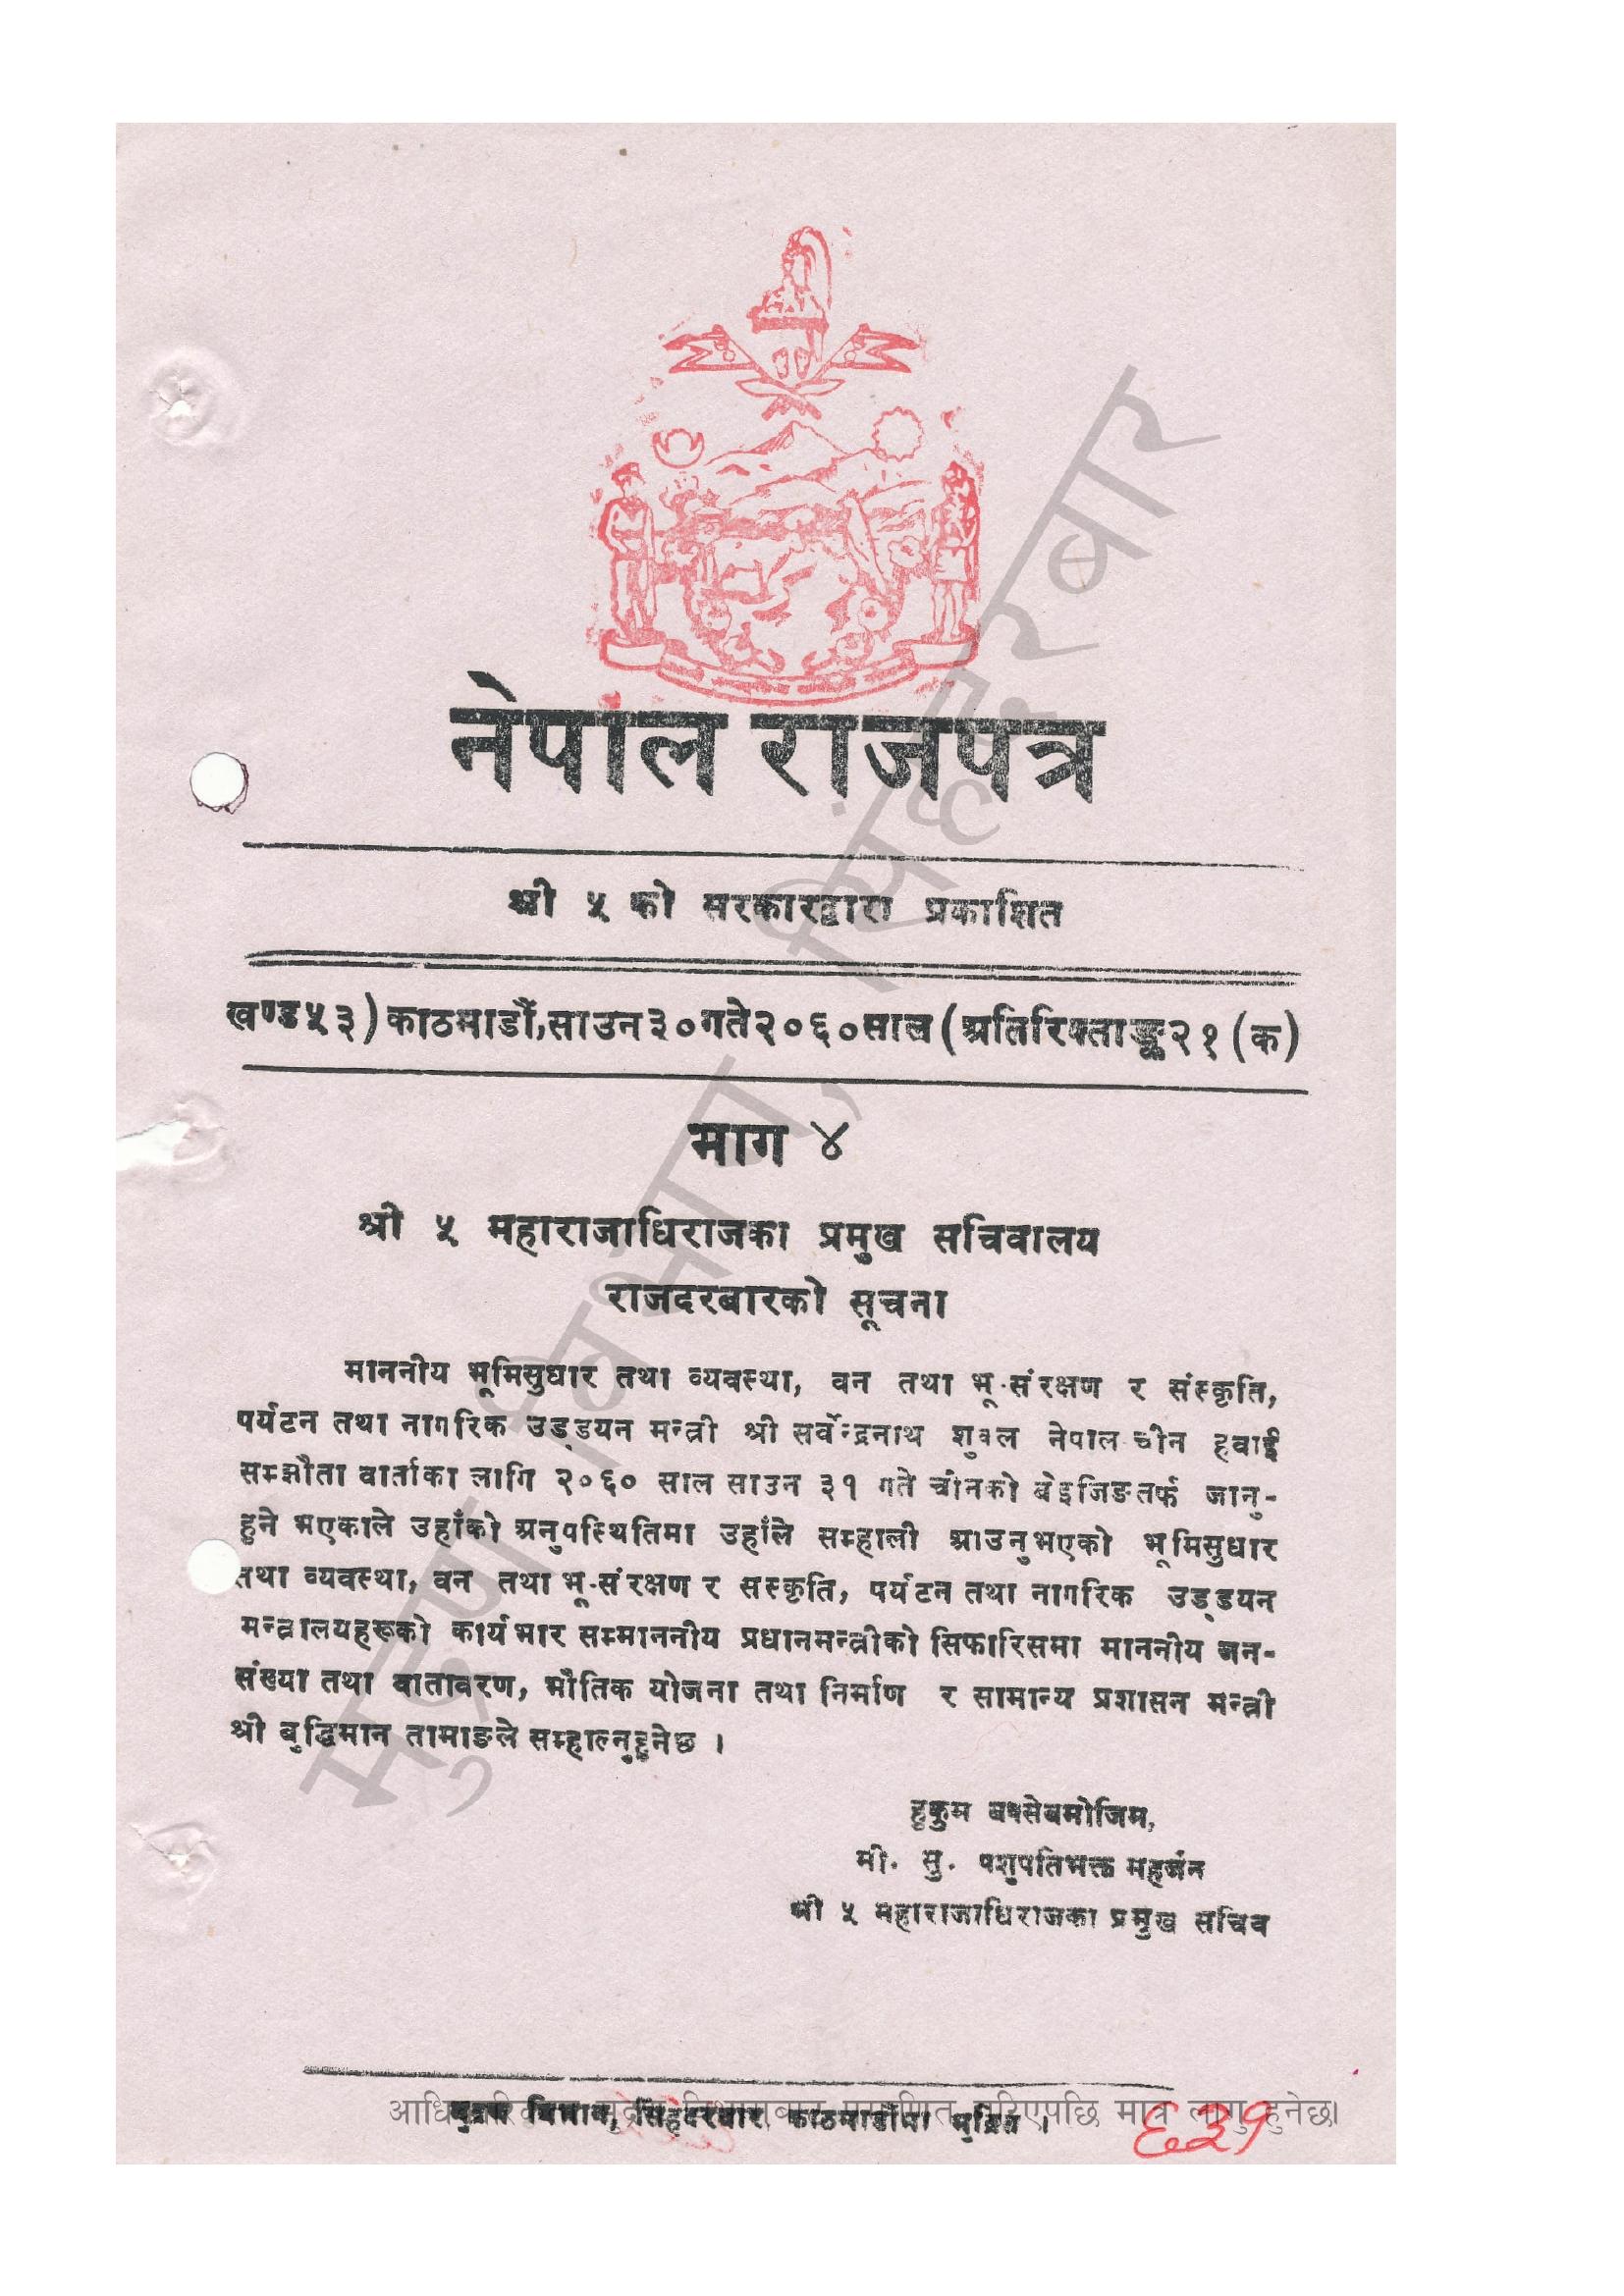 नेपाल राजपत्र
श्री ५ को सरकारद्वारा प्रकाशित
खण्ड ५३) काठमाडौं, साउन ३० गते २०६० साल (अतिरिक्ताङ्क २१ (क)
भाग ४
श्री ५ महाराजाधिराजका प्रमुख सचिवालय
राजदरबारको सूचना
माननीय भूमिसुधार तथा व्यवस्था, वन तथा भू-संरक्षण र संस्कृति,
पर्यटन तथा नागरिक उड्डयन मन्त्री श्री सर्वेन्द्रनाथ शुक्ल नेपाल चीन हवाई
सम्झौता वार्ताका लागि २०६० साल साउन ३१ गते चीनको बेइजिङतर्फ जानु-
हुने भएकाले उहाँको अनुपस्थितिमा उहाँले सम्हाली आउनुभएको भूमिसुधार
तथा व्यवस्था, वन तथा भू-संरक्षण र सस्कृति, पर्यटन तथा नागरिक उड्डयन
मन्त्रालयहरूको कार्यभार सम्माननीय प्रधानमन्त्रीको सिफारिसमा माननीय जन-
संख्या तथा वातावरण, भौतिक योजना तथा निर्माण र सामान्य प्रशासन मन्त्री
श्री बुद्धिमान तामाङले सम्हाल्नुहुनेछ ।
हुकुम बक्सेबमोजिम,
मी. सु. पशुपतिभक्त महर्जन
श्री ५ महाराजाधिराजका प्रमुख सचिव
मुद्रण विभाग, सिंहदरबार, काठमाडौंमा मुद्रित ।
मुद्रण विभाग, सिंहदरबार